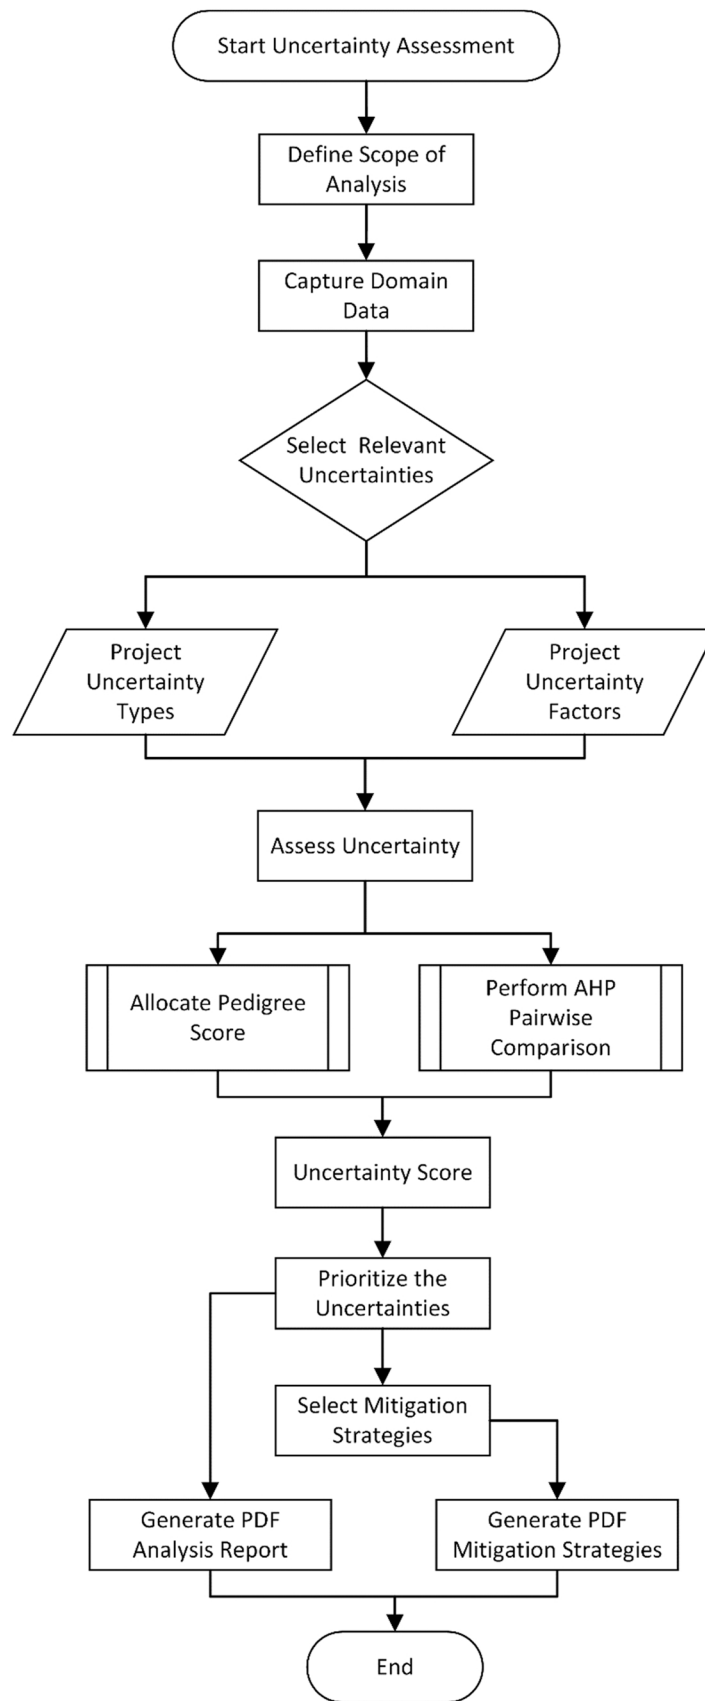 Start Uncertainty Assessment
Define Scope of
Analysis
Capture Domain
Data
Select  Relevant
Uncertainties
Project
Uncertainty
Types
Project
Uncertainty
Factors
Assess Uncertainty
Allocate Pedigree
Score
Perform AHP
Pairwise
Comparison
Uncertainty Score
Prioritize the
Uncertainties
Select Mitigation
Strategies
Generate PDF
Analysis Report
Generate PDF
Mitigation Strategies
End